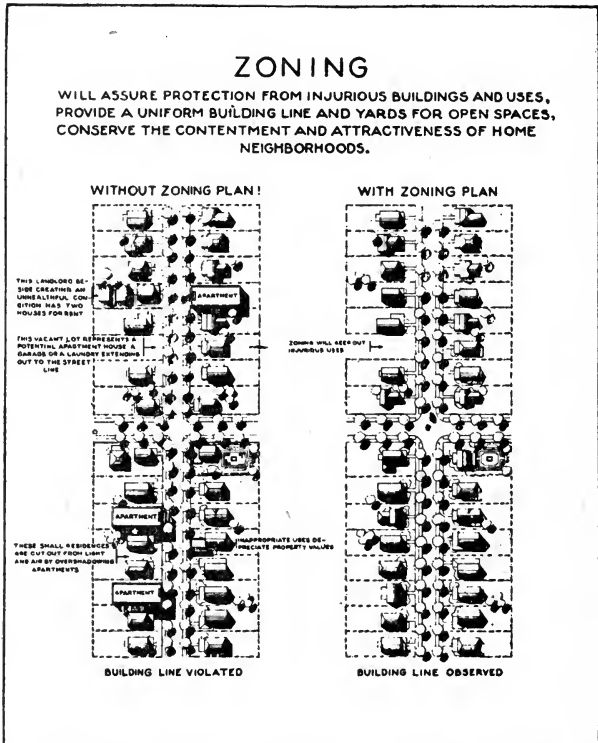 ZONING
WILL ASSURE PROTECTION FROM INJURIOUS BUILDINGS AND USES,
PROVIDE A UNIFORM BUILDING LINE AND YARDS FOR OPEN SPACES,
CONSERVE THE CONTENTMENT AND ATTRACTIVENESS OF HOME
NEIGHBORHOODS.
WITHOUT ZONING PLAN!
WITH ZONING PLAN
THIS LANDLORD BE-
SIDE CREATING AN
UNHEALTHFUL CON
DITION HAS TWO
HOUSES FOR RENT
APARTMENT
THIS VACANT LOT REPRESENTS A
POTENTIAL APARTMENT HOUSE A
GARAGE OR A LAUNDRY EXTENDING
OUT TO THE STREET
LINE
ZONING WILL KEEP OUT
INJURIOUS USES
APARTMENT
THESE SMALL RESIDENCES
ARE CUT OUT FROM LIGHT
AND AIR BY OVERSHADOWING
APARTMENTS
INAPPROPRIATE USES DE-
PRECIATE PROPERTY VALUES
APARTMENT
BUILDING LINE VIOLATED
BUILDING LINE OBSERVED